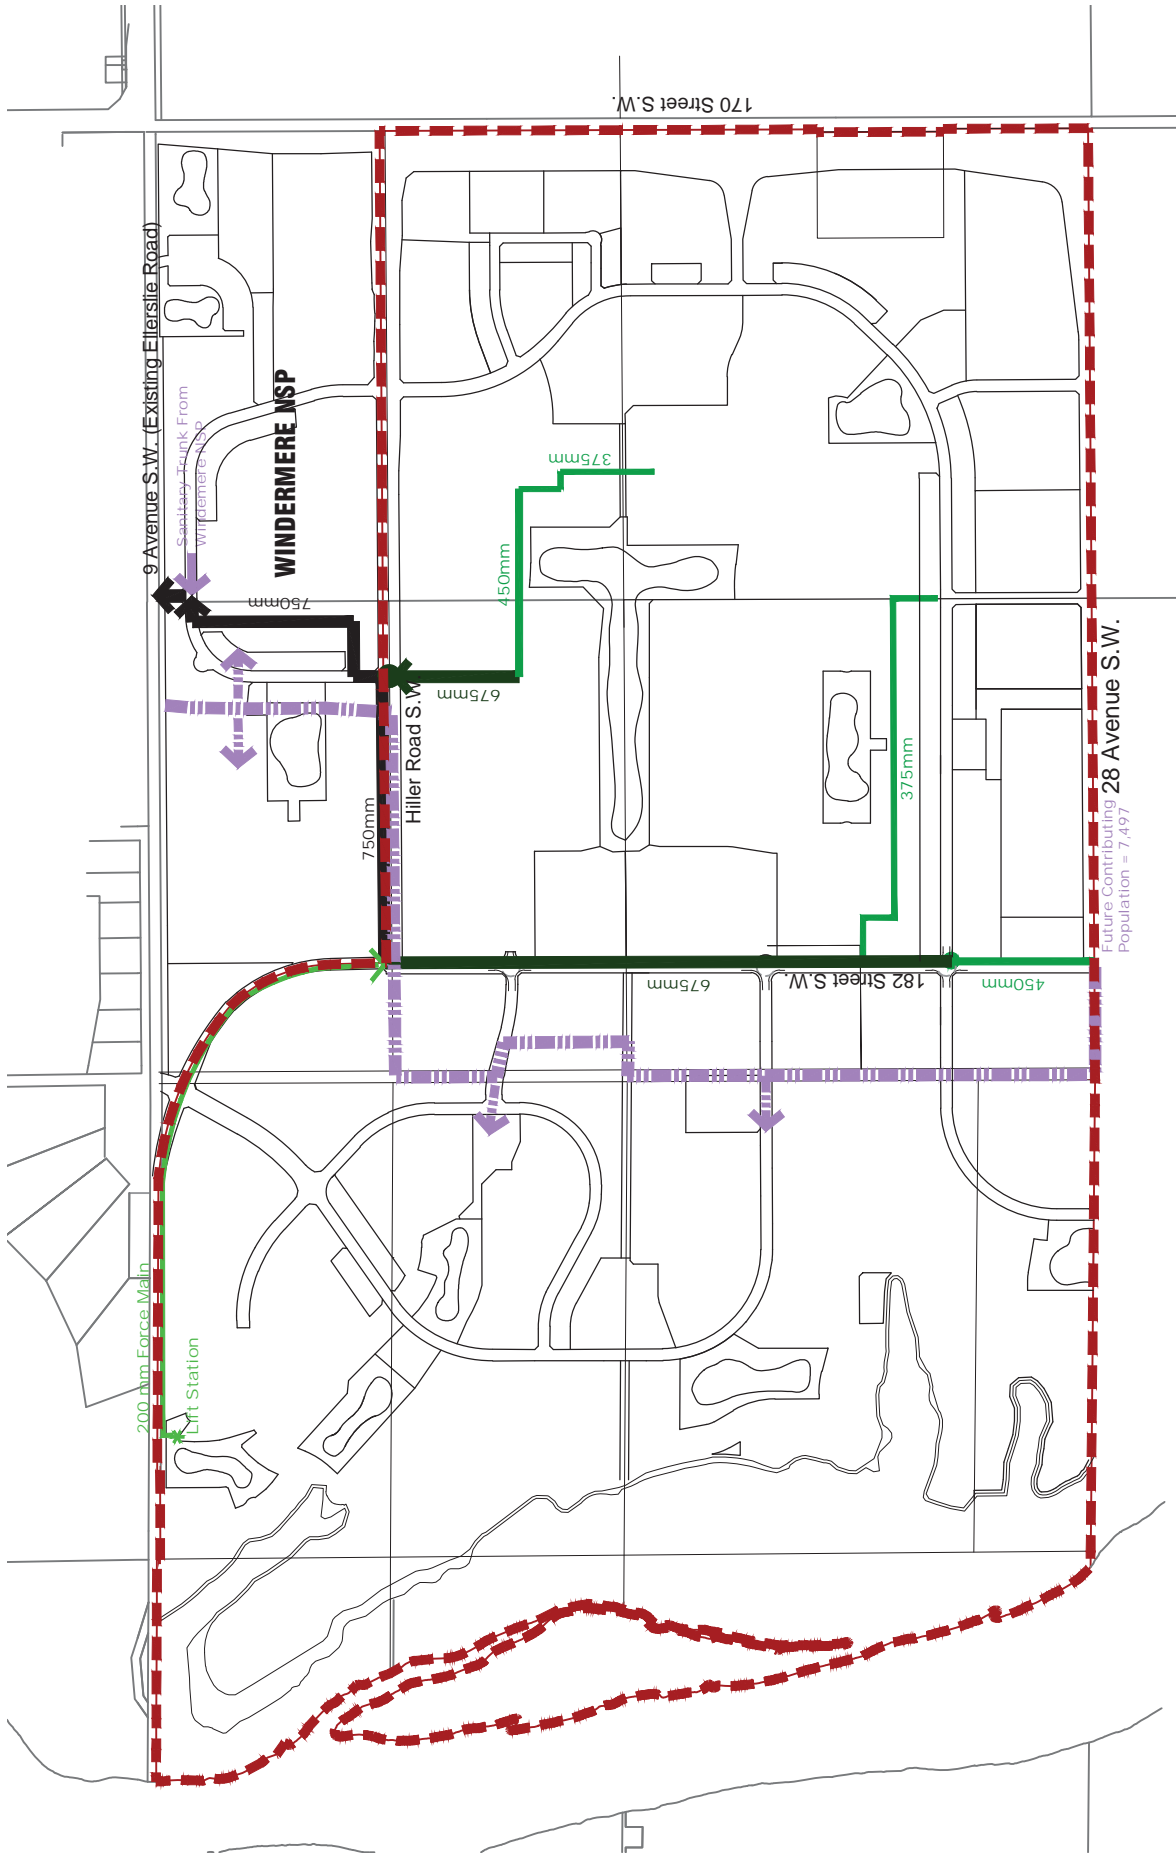 170 Street S.W.
9 Avenue S.W. (Existing Ellerslie Road)
Sanitary Trunk From
Windemere NSP
WINDERMERE NSP
375mm
450mm
750mm
675mm
Hiller Road S.W.
750mm
375mm
28 Avenue S.W.
Future Contributing
Population = 7,497
675mm
182 Street S.W.
450mm
200 mm Force Main
Lift Station